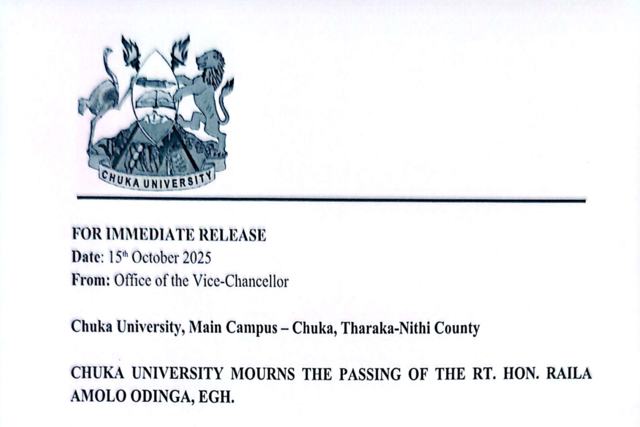 CHUKA UNIVERSITY
FOR IMMEDIATE RELEASE
Date: 15th October 2025
From: Office of the Vice-Chancellor
Chuka University, Main Campus – Chuka, Tharaka-Nithi County
CHUKA UNIVERSITY MOURNS THE PASSING OF THE RT. HON. RAILA
AMOLO ODINGA, EGH.